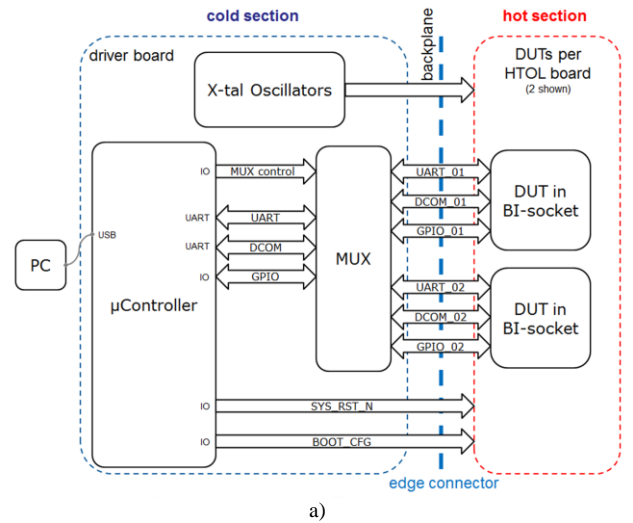 cold section
hot section
driver board
backplane
DUTs per
HTOL board
(2 shown)
X-tal Oscillators
IO
MUX control
UART_01
DCOM_01
GPIO_01
DUT in
BI-socket
UART
UART
UART
DCOM
IO
GPIO
USB
PC
µController
MUX
UART_02
DCOM_02
GPIO_02
DUT in
BI-socket
IO
SYS_RST_N
IO
BOOT_CFG
edge connector
a)